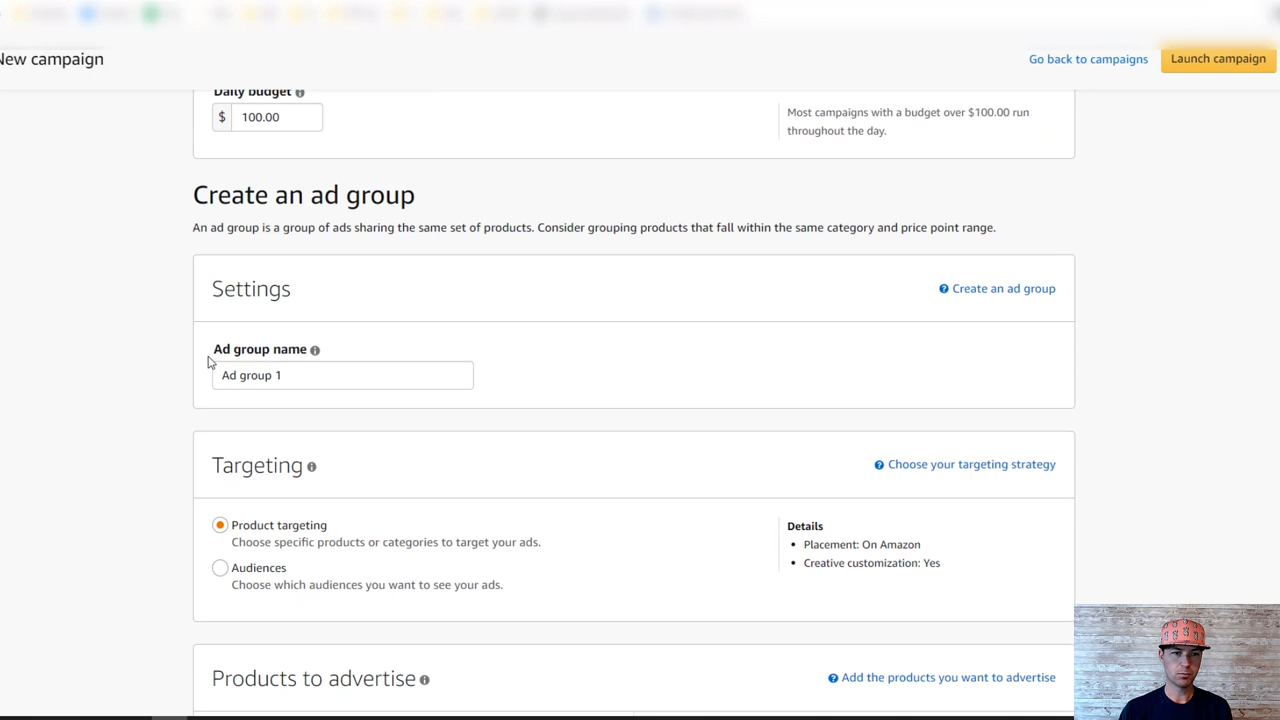 New campaign
Go back to campaigns
Launch campaign
Daily budget
$ 100.00
Most campaigns with a budget over $100.00 run
throughout the day.
Create an ad group
An ad group is a group of ads sharing the same set of products. Consider grouping products that fall within the same category and price point range.
Settings
Create an ad group
Ad group name
Ad group 1
Targeting
Choose your targeting strategy
Product targeting
Choose specific products or categories to target your ads.
Audiences
Choose which audiences you want to see your ads.
Details
• Placement: On Amazon
• Creative customization: Yes
Products to advertise
Add the products you want to advertise